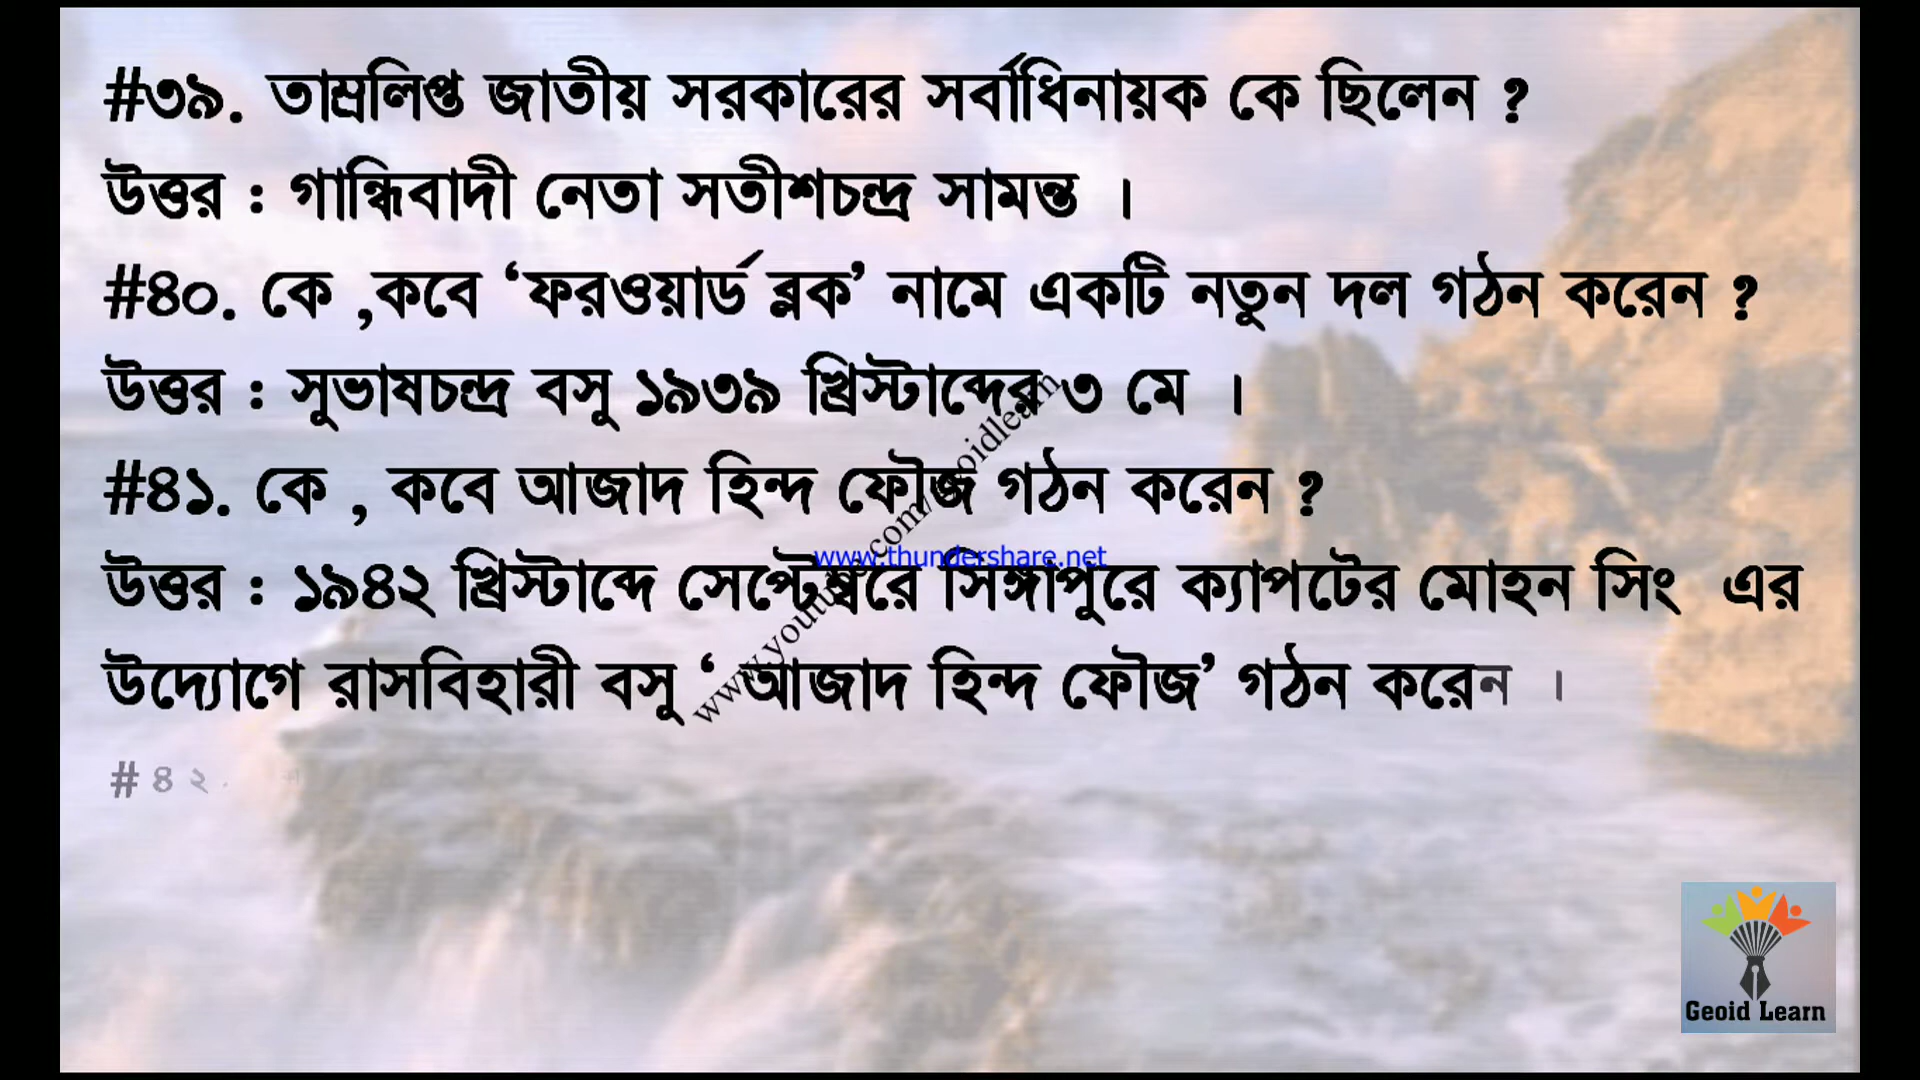 #৩৯. তাম্রলিপ্ত জাতীয় সরকারের সর্বাধিনায়ক কে ছিলেন ?
উত্তর : গান্ধিবাদী নেতা সতীশচন্দ্র সামন্ত ।
#৪০. কে ,কবে ‘ফরওয়ার্ড ব্লক’ নামে একটি নতুন দল গঠন করেন ?
উত্তর : সুভাষচন্দ্র বসু ১৯৩৯ খ্রিস্টাব্দের ৩ মে ।
#৪১. কে , কবে আজাদ হিন্দ ফৌজ গঠন করেন ?
www.thundershare.net
উত্তর : ১৯৪২ খ্রিস্টাব্দে সেপ্টেম্বরে সিঙ্গাপুরে ক্যাপটের মোহন সিং এর
উদ্যোগে রাসবিহারী বসু ‘ আজাদ হিন্দ ফৌজ’ গঠন করেন ।
#৪২.
Geoid Learn